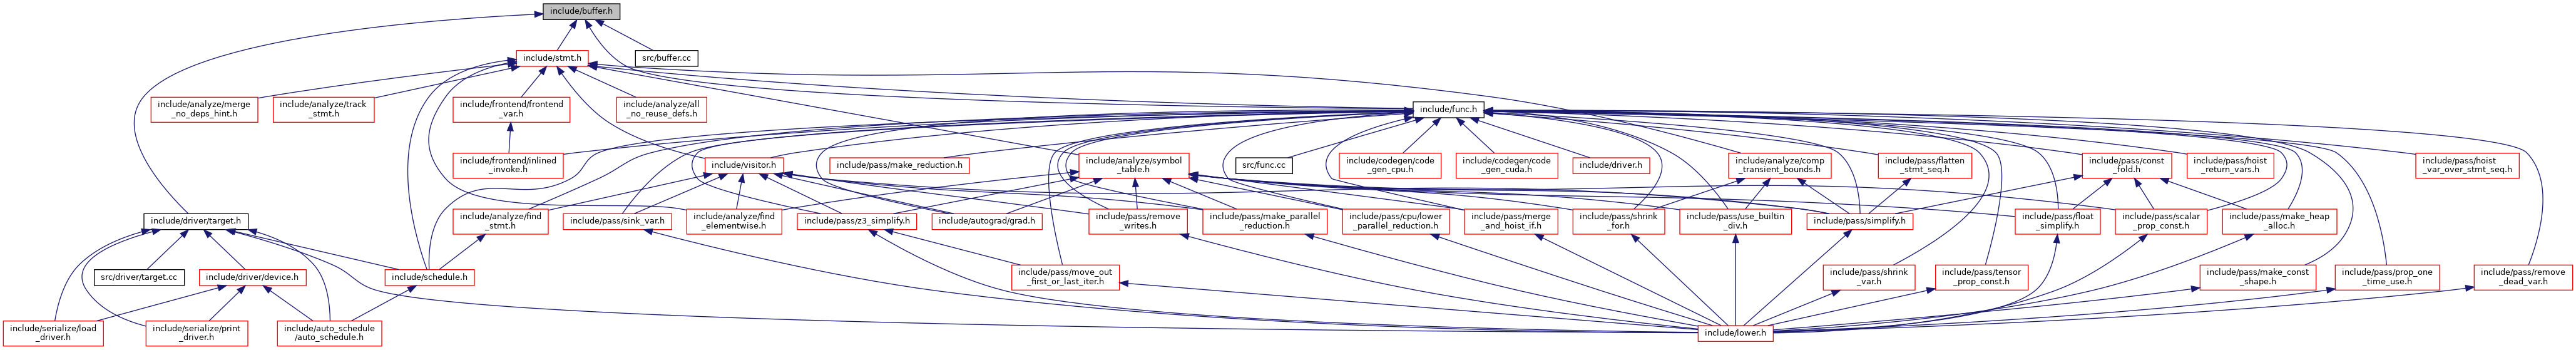 include/buffer.h
include/stmt.h
src/buffer.cc
include/analyze/merge
_no_deps_hint.h
include/analyze/track
_stmt.h
include/frontend/frontend
_var.h
include/analyze/all
_no_reuse_defs.h
include/func.h
include/frontend/inlined
_invoke.h
include/visitor.h
include/pass/make_reduction.h
include/analyze/symbol
_table.h
src/func.cc
include/codegen/code
_gen_cpu.h
include/codegen/code
_gen_cuda.h
include/driver.h
include/analyze/comp
_transient_bounds.h
include/pass/flatten
_stmt_seq.h
include/pass/const
_fold.h
include/pass/hoist
_return_vars.h
include/pass/hoist
_var_over_stmt_seq.h
include/driver/target.h
include/analyze/find
_stmt.h
include/pass/sink_var.h
include/analyze/find
_elementwise.h
include/pass/z3_simplify.h
include/autograd/grad.h
include/pass/remove
_writes.h
include/pass/make_parallel
_reduction.h
include/pass/cpu/lower
_parallel_reduction.h
include/pass/merge
_and_hoist_if.h
include/pass/shrink
_for.h
include/pass/use_builtin
_div.h
include/pass/simplify.h
include/pass/float
_simplify.h
include/pass/scalar
_prop_const.h
include/pass/make_heap
_alloc.h
src/driver/target.cc
include/driver/device.h
include/schedule.h
include/pass/move_out
_first_or_last_iter.h
include/pass/shrink
_var.h
include/pass/tensor
_prop_const.h
include/pass/make_const
_shape.h
include/pass/prop_one
_time_use.h
include/pass/remove
_dead_var.h
include/serialize/load
_driver.h
include/serialize/print
_driver.h
include/auto_schedule
/auto_schedule.h
include/lower.h